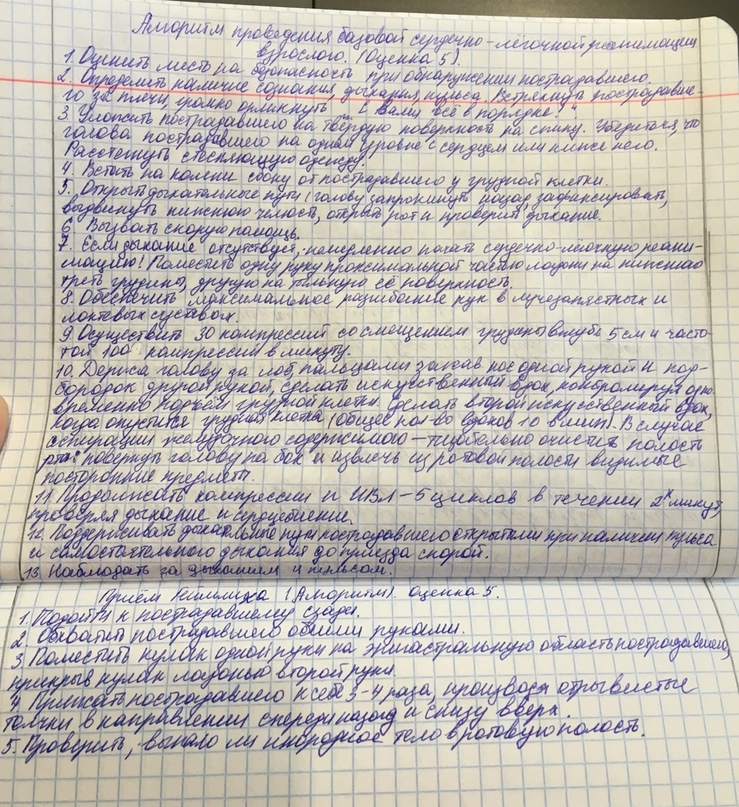 Алгоритм проведения базовой сердечно-лёгочной реанимации
взрослого. (Оценка 5).
1. Оценить место на безопасность при обнаружении пострадавшего.
2. Определить наличие сознания, дыхания, пульса. Встряхнуть пострадавше-
го за плечи, громко окликнуть „С Вами всё в порядке?"
3. Уложить пострадавшего на твёрдую поверхность на спину. Убедиться, что
голова пострадавшего на одном уровне с сердцем или ниже него.
Расстегнуть стесняющую одежду.
4. Встать на колени сбоку от пострадавшего у грудной клетки.
5. Открыть дыхательные пути (голову запрокинуть назад зафиксировать,
выдвинуть нижнюю челюсть, открыть рот и проверить дыхание.
6. Вызвать скорую помощь.
7. Если дыхание отсутствует, немедленно начать сердечно-лёгочную реани-
мацию! Поместить одну руку проксимальной частью ладони на нижнюю
треть грудины, другую на тыльную её поверхность.
8. Обеспечить максимальное разгибание рук в лучезапястных и
локтевых суставах.
9. Осуществить 30 компрессий со смещением грудины вглубь 5 см и часто-
той 100 компрессий в минуту.
10. Держа голову за лоб, пальцами зажав нос одной рукой и под-
бородок другой рукой, сделать искусственный вдох, контролируя одно
временно подъём грудной клетки. Сделать второй искусственный вдох,
когда опустится грудная клетка (общее кол-во вдохов 10 в мин). В случае
аспирации желудочного содержимого - тщательно очистить полость
рта: повернуть голову на бок и извлечь из ротовой полости видимые
посторонние предметы.
11. Продолжать компрессии и ИВЛ - 5 циклов в течении 2х минут,
проверяя дыхание и сердцебиение.
12. Поддерживать дыхательные пути пострадавшего открытыми при наличии пульса
и самостоятельного дыхания до приезда скорой.
13. Наблюдать за дыханием и пульсом.
Приём Геймлиха (Алгоритм). Оценка 5.
1. Подойти к пострадавшему сзади.
2. Обхватить пострадавшего обеими руками.
3. Поместить кулак одной руки на эпигастральную область пострадавшего,
прикрыв кулак ладонью второй руки.
4. Прижать пострадавшего к себе 3-4 раза, производя отрывистые
толчки в направлении спереди назад и снизу вверх.
5. Проверить, выпало ли инородное тело в ротовую полость.